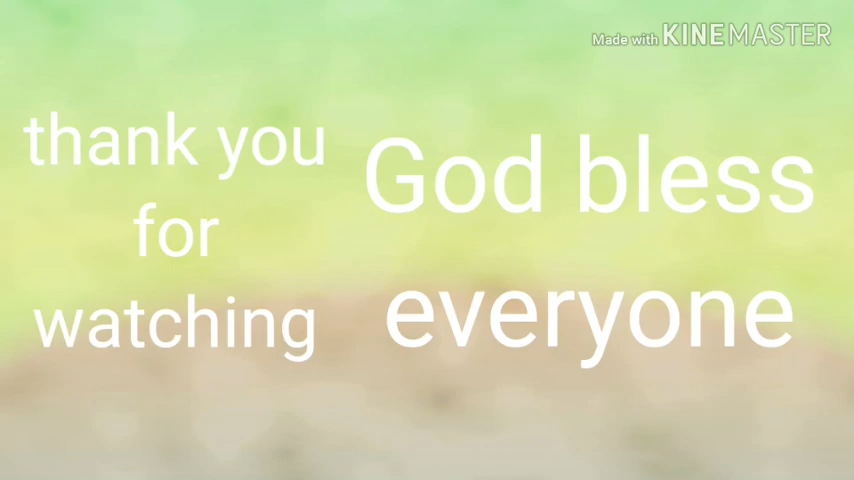 Made with KINEMASTER
thank you
for
watching
God bless
everyone